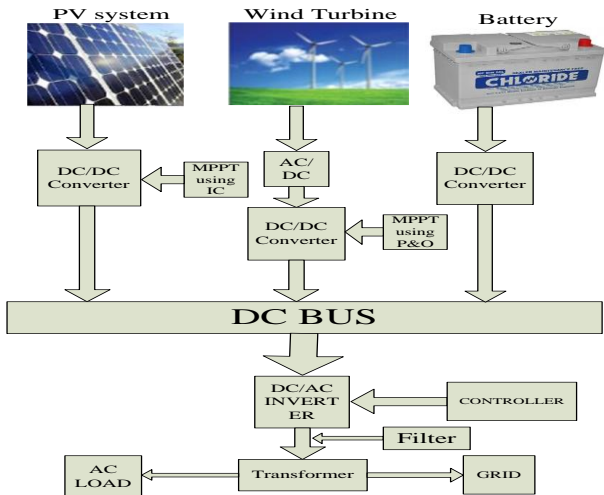 PV system
Wind Turbine
Battery
CHLORIDE
DC/DC
Converter
MPPT
using
IC
AC/
DC
DC/DC
Converter
DC/DC
Converter
MPPT
using
P&O
DC BUS
DC/AC
INVERT
ER
CONTROLLER
Filter
AC
LOAD
Transformer
GRID